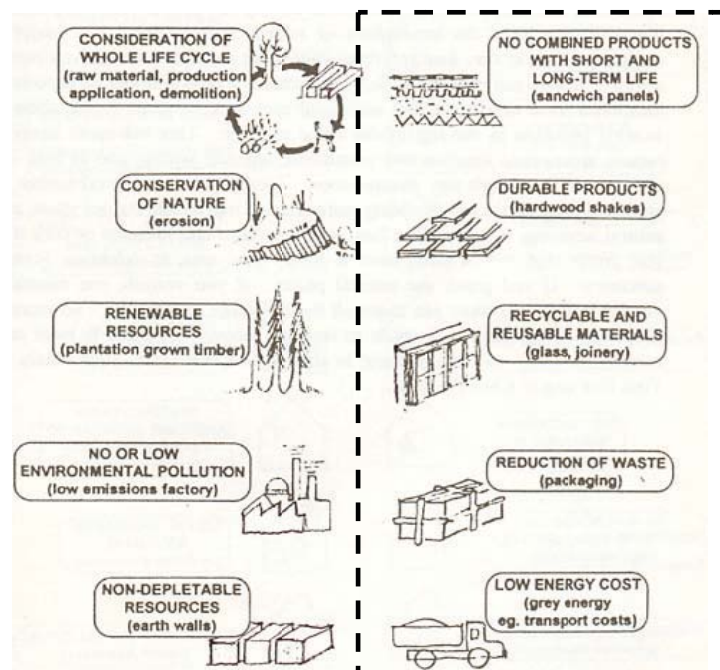 CONSIDERATION OF
WHOLE LIFE CYCLE
(raw material, production
application, demolition)
CONSERVATION
OF NATURE
(erosion)
RENEWABLE
RESOURCES
(plantation grown timber)
NO OR LOW
ENVIRONMENTAL POLLUTION
(low emissions factory)
NON-DEPLETABLE
RESOURCES
(earth walls)
NO COMBINED PRODUCTS
WITH SHORT AND
LONG-TERM LIFE
(sandwich panels)
DURABLE PRODUCTS
(hardwood shakes)
RECYCLABLE AND
REUSABLE MATERIALS
(glass, joinery)
REDUCTION OF WASTE
(packaging)
LOW ENERGY COST
(grey energy
eg. transport costs)